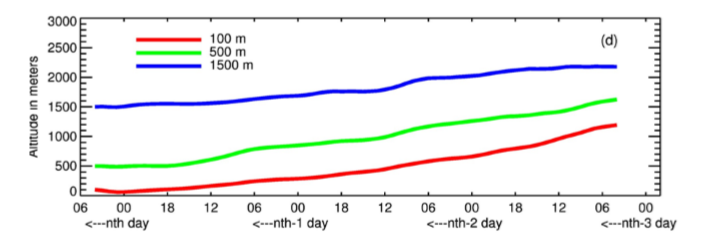 3000
2500
2000
1500
1000
500
0
Altitude in meters
100 m
500 m
1500 m
(d)
06 00 18 12 06 00 18 12 06 00 18 12 06 00
<---nth day <---nth-1 day <---nth-2 day <---nth-3 day